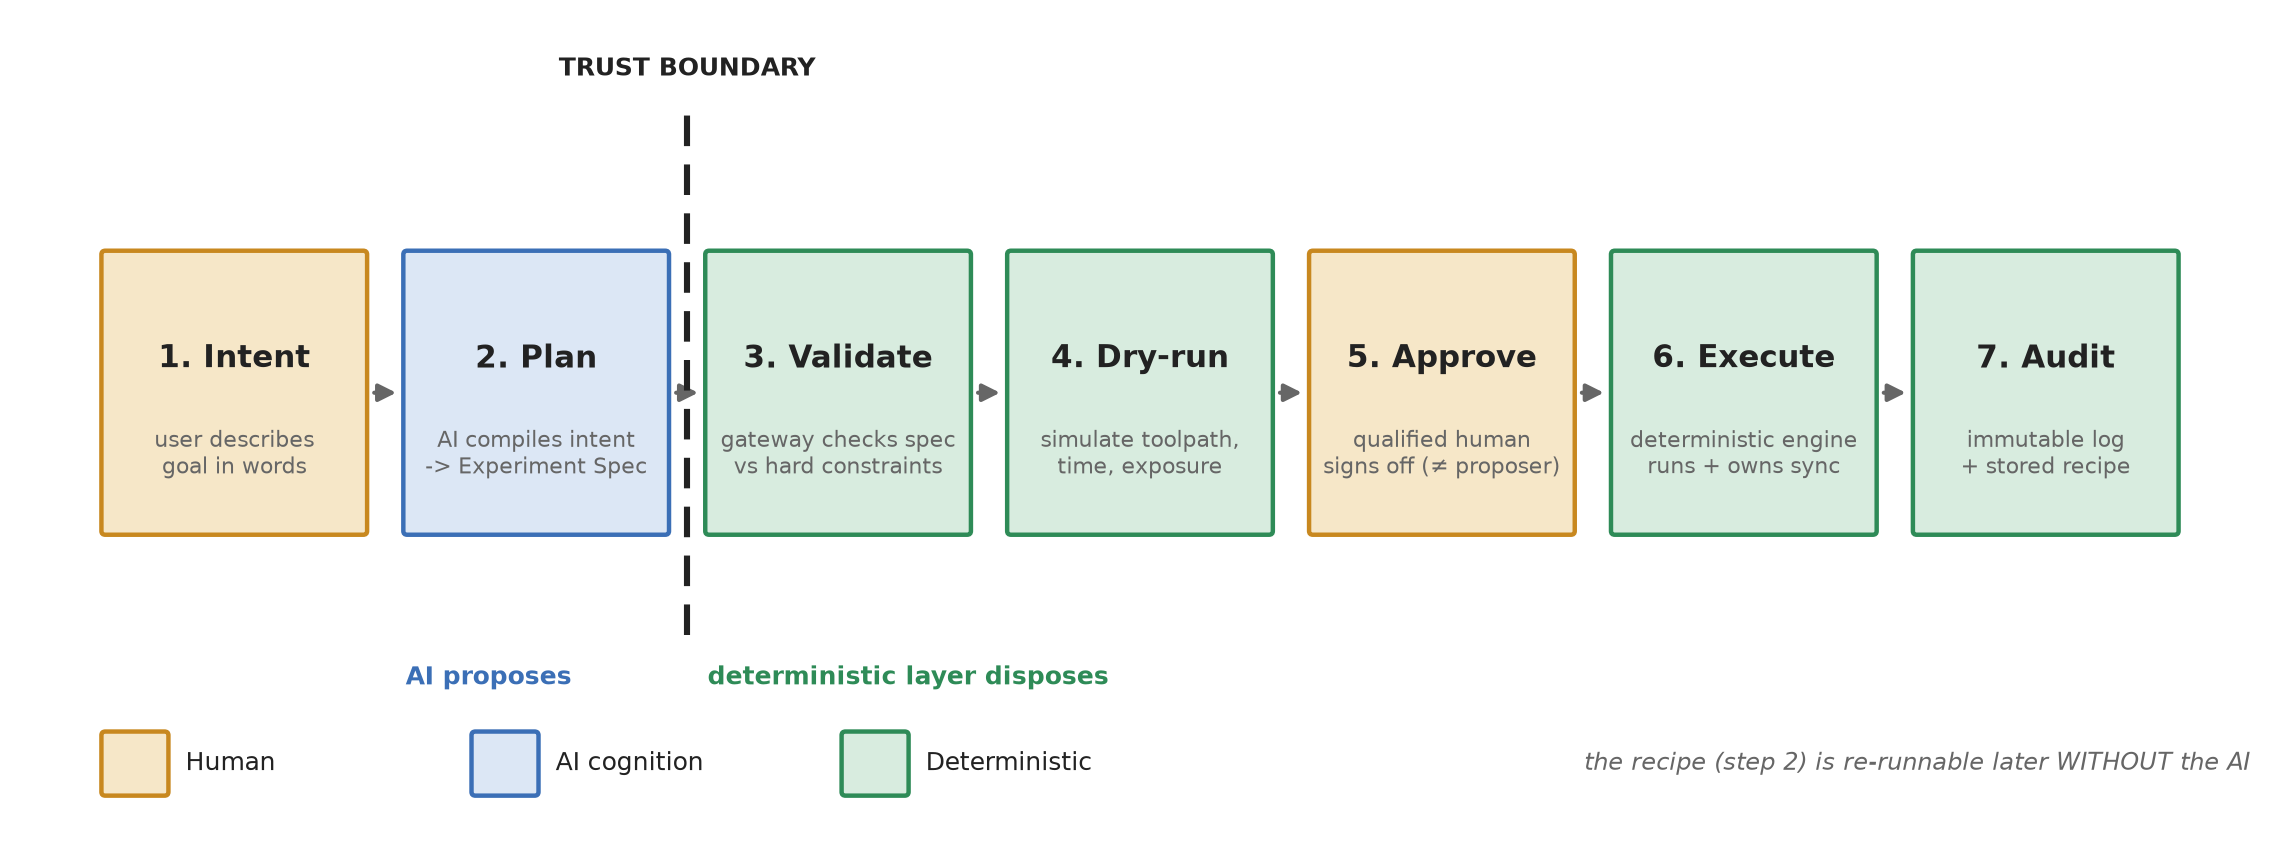 TRUST BOUNDARY
1. Intent
user describes
goal in words
2. Plan
AI compiles intent
-> Experiment Spec
3. Validate
gateway checks spec
vs hard constraints
4. Dry-run
simulate toolpath,
time, exposure
5. Approve
qualified human
signs off (≠ proposer)
6. Execute
deterministic engine
runs + owns sync
7. Audit
immutable log
+ stored recipe
AI proposes
deterministic layer disposes
Human
AI cognition
Deterministic
the recipe (step 2) is re-runnable later WITHOUT the AI